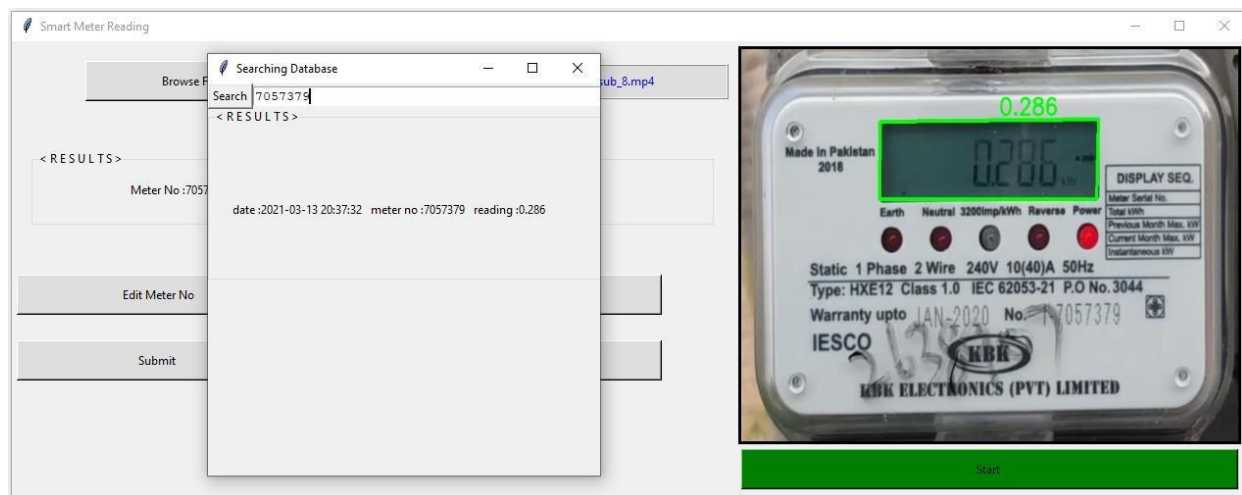 Smart Meter Reading
Browse F
sub_8.mp4
Searching Database
Search 7057379
<RESULTS>
date :2021-03-13 20:37:32 meter no :7057379 reading :0.286
<RESULTS>
Meter No :7057
Edit Meter No
Submit
0.286
Made in Pakistan
2018
0.286 kW
DISPLAY SEQ.
Meter Serial No.
Total kWh
Previous Month Max. kW
Current Month Max. kW
Instantaneous kW
Earth Neutral 3200imp/kWh Reverse Power
Static 1 Phase 2 Wire 240V 10(40)A 50Hz
Type: HXE12 Class 1.0 IEC 62053-21 P.O No. 3044
Warranty upto JAN-2020 No. 7057379
IESCO
KBK
KBK ELECTRONICS (PVT) LIMITED
Start